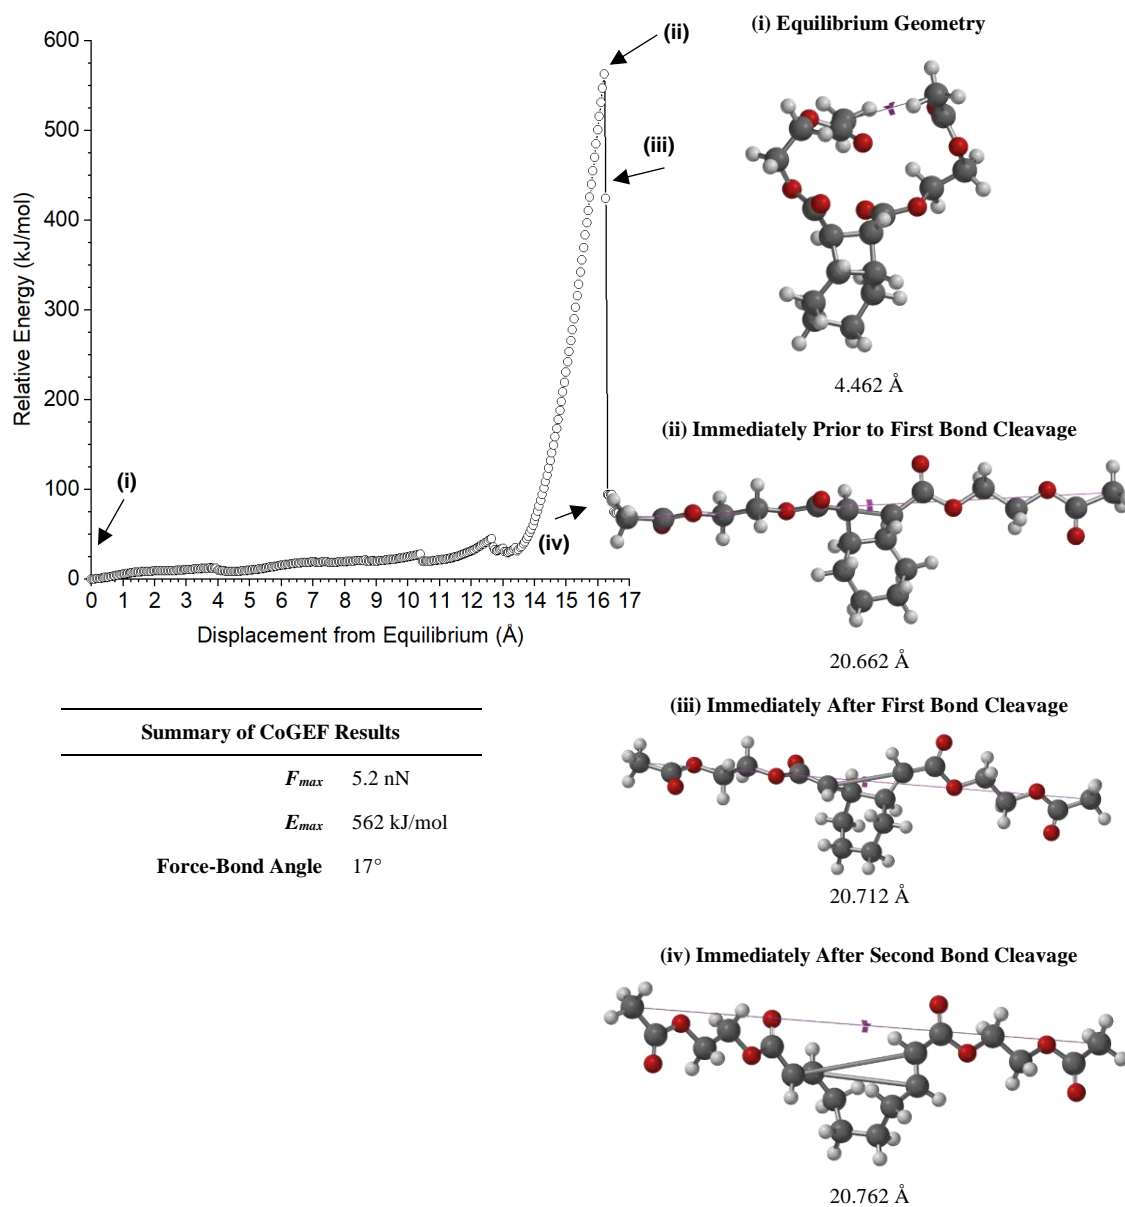 (i) Equilibrium Geometry
600
500
400
300
200
100
0
Relative Energy (kJ/mol)
(i)
(ii)
(iii)
(iv)
0 1 2 3 4 5 6 7 8 9 10 11 12 13 14 15 16 17
Displacement from Equilibrium (Å)
4.462 Å
(ii) Immediately Prior to First Bond Cleavage
20.662 Å
(iii) Immediately After First Bond Cleavage
20.712 Å
(iv) Immediately After Second Bond Cleavage
20.762 Å
Summary of CoGEF Results
Fmax 5.2 nN
Emax 562 kJ/mol
Force-Bond Angle 17°